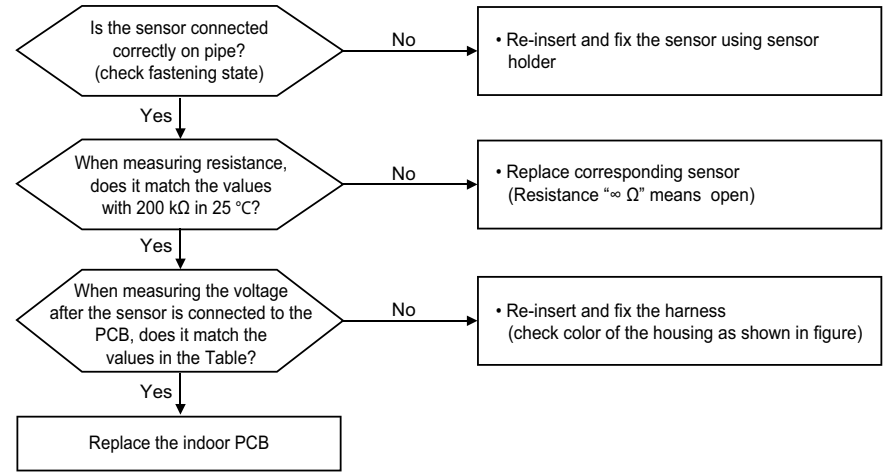 Is the sensor connected
correctly on pipe?
(check fastening state)
No
• Re-insert and fix the sensor using sensor
holder
Yes
When measuring resistance,
does it match the values
with 200 kΩ in 25 °C?
No
• Replace corresponding sensor
(Resistance “∞ Ω” means open)
Yes
When measuring the voltage
after the sensor is connected to the
PCB, does it match the
values in the Table?
No
• Re-insert and fix the harness
(check color of the housing as shown in figure)
Yes
Replace the indoor PCB